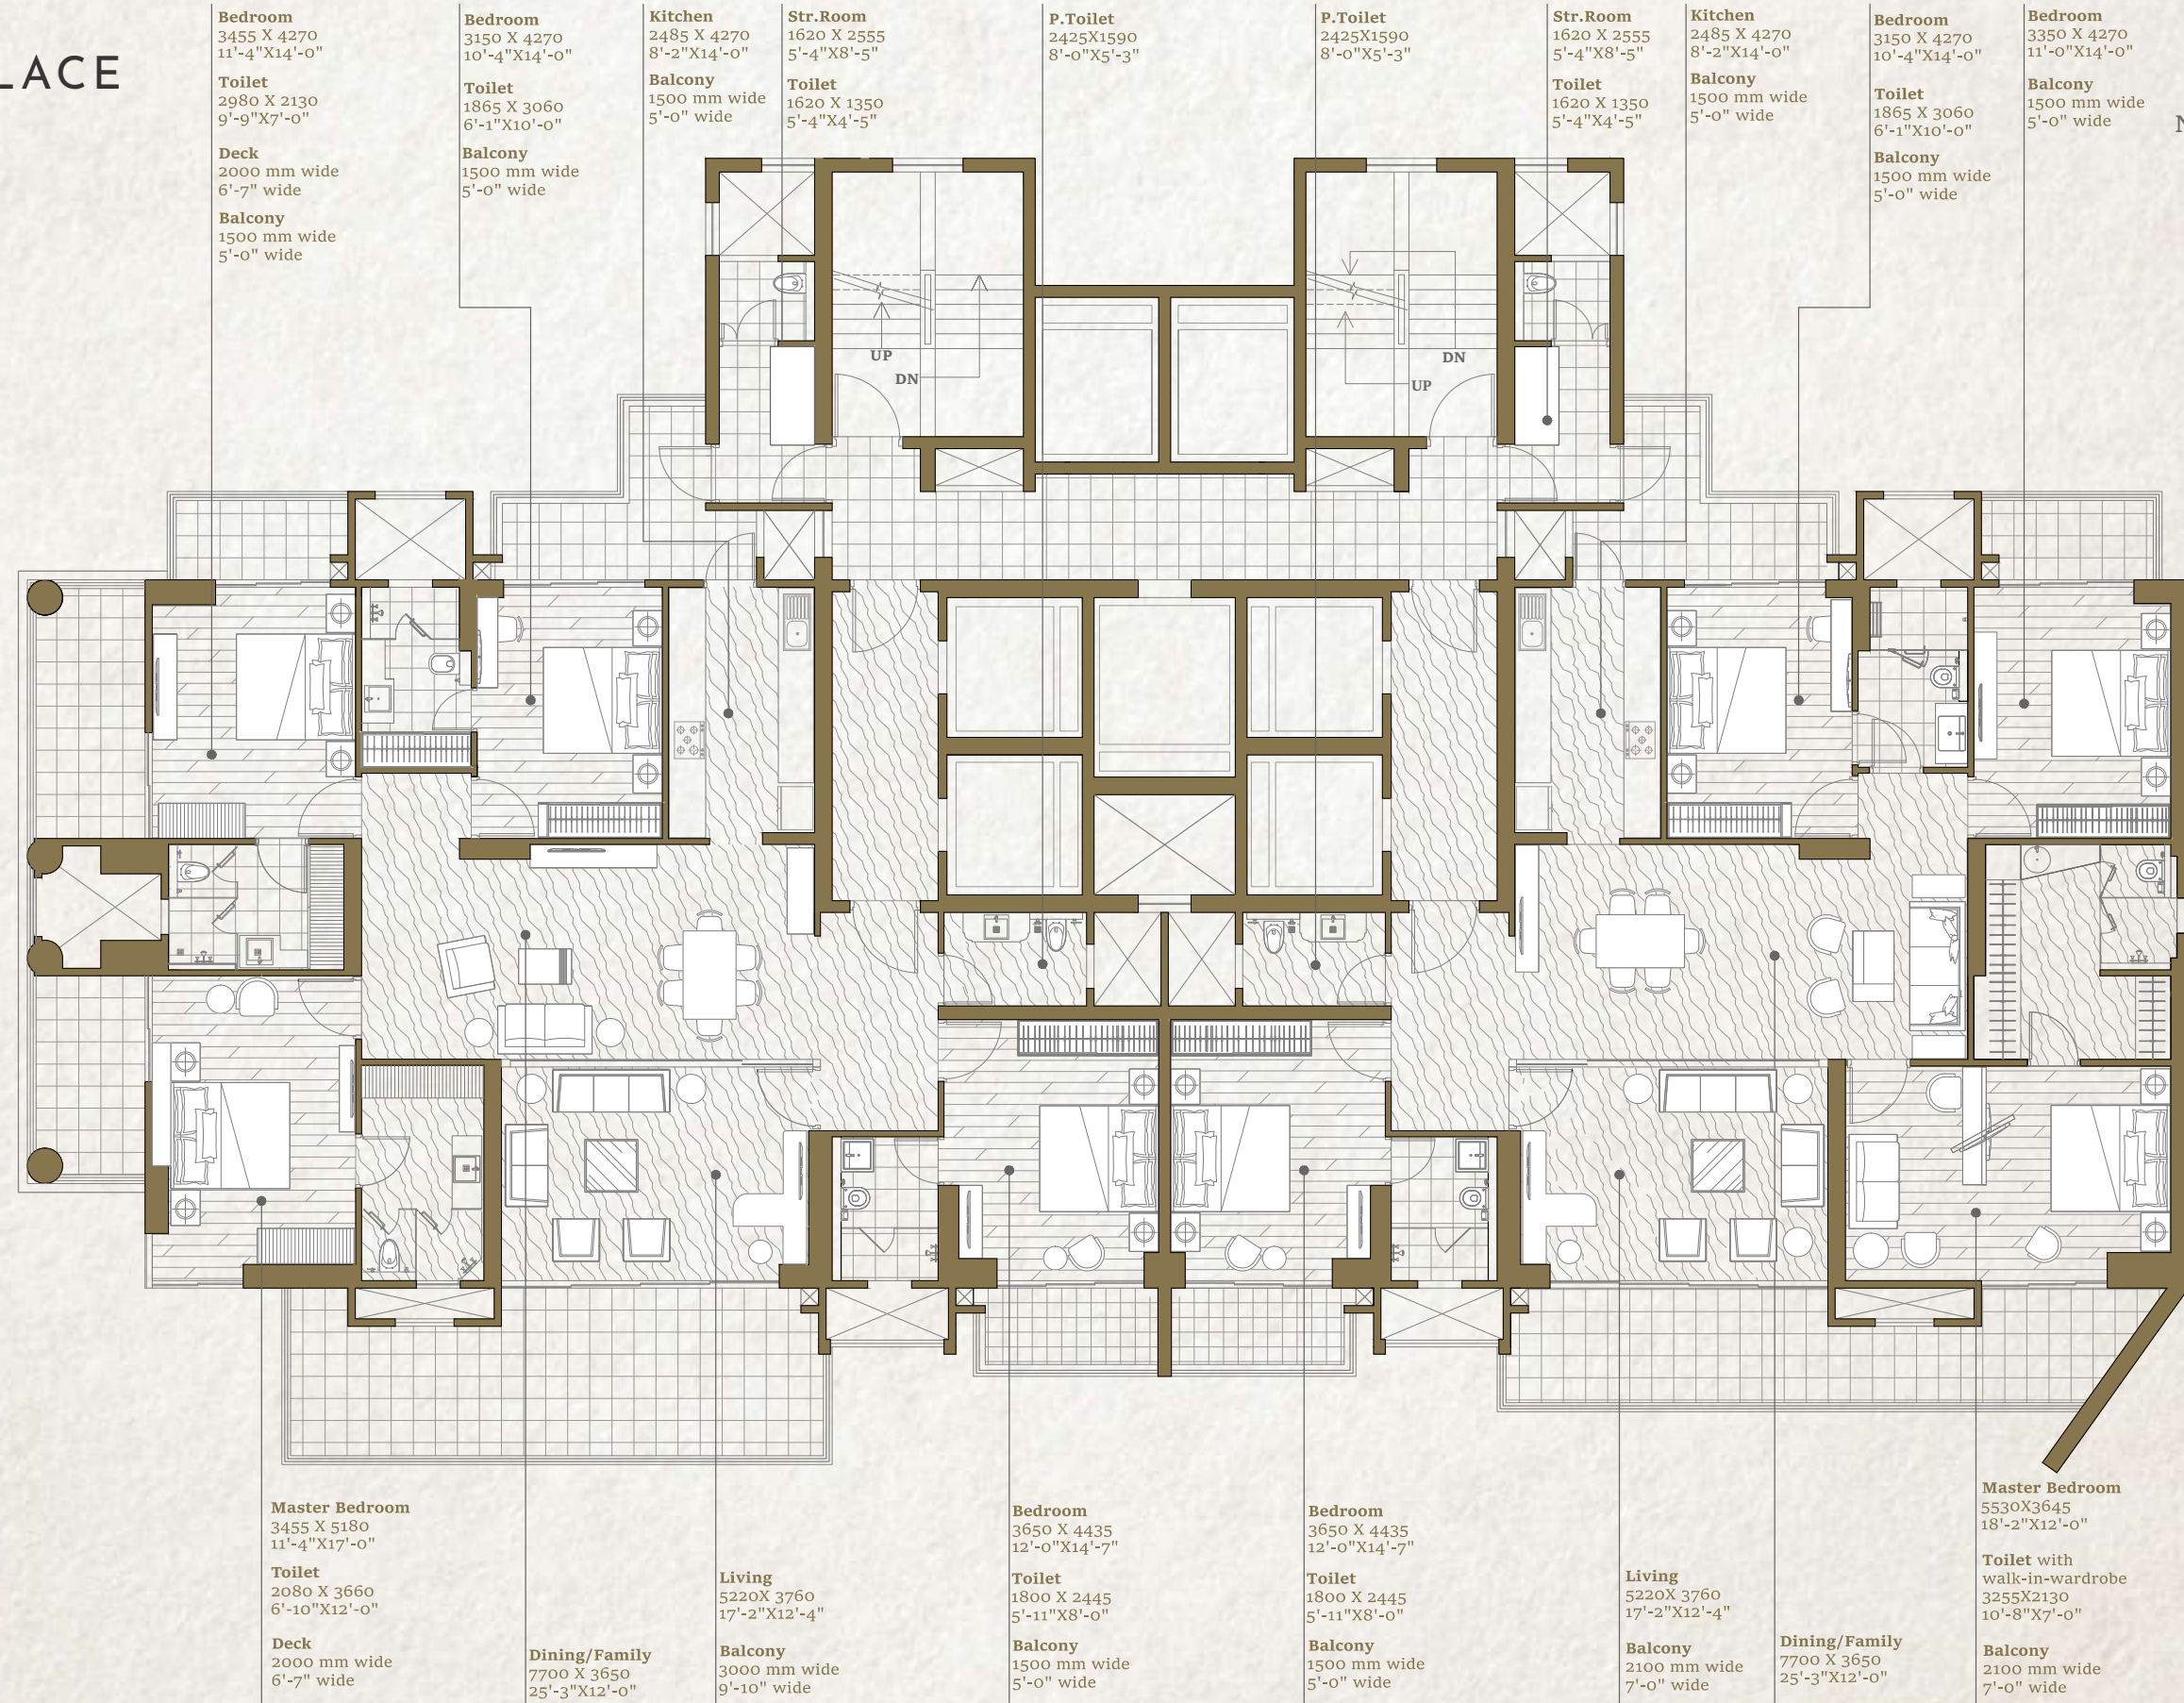 LACE
Bedroom
3455 X 4270
11'-4"X14'-0"
Toilet
2980 X 2130
9'-9"X7'-0"
Deck
2000 mm wide
6'-7" wide
Balcony
1500 mm wide
5'-0" wide
Bedroom
3150 X 4270
10'-4"X14'-0"
Toilet
1865 X 3060
6'-1"X10'-0"
Balcony
1500 mm wide
5'-0" wide
Kitchen
2485 X 4270
8'-2"X14'-0"
Balcony
1500 mm wide
5'-0" wide
Str.Room
1620 X 2555
5'-4"X8'-5"
Toilet
1620 X 1350
5'-4"X4'-5"
P.Toilet
2425X1590
8'-0"X5'-3"
P.Toilet
2425X1590
8'-0"X5'-3"
Str.Room
1620 X 2555
5'-4"X8'-5"
Toilet
1620 X 1350
5'-4"X4'-5"
Kitchen
2485 X 4270
8'-2"X14'-0"
Balcony
1500 mm wide
5'-0" wide
Bedroom
3150 X 4270
10'-4"X14'-0"
Toilet
1865 X 3060
6'-1"X10'-0"
Balcony
1500 mm wide
5'-0" wide
Bedroom
3350 X 4270
11'-0"X14'-0"
Balcony
1500 mm wide
5'-0" wide
UP
DN
DN
UP
Master Bedroom
3455 X 5180
11'-4"X17'-0"
Toilet
2080 X 3660
6'-10"X12'-0"
Deck
2000 mm wide
6'-7" wide
Dining/Family
7700 X 3650
25'-3"X12'-0"
Living
5220X 3760
17'-2"X12'-4"
Balcony
3000 mm wide
9'-10" wide
Bedroom
3650 X 4435
12'-0"X14'-7"
Toilet
1800 X 2445
5'-11"X8'-0"
Balcony
1500 mm wide
5'-0" wide
Bedroom
3650 X 4435
12'-0"X14'-7"
Toilet
1800 X 2445
5'-11"X8'-0"
Balcony
1500 mm wide
5'-0" wide
Living
5220X 3760
17'-2"X12'-4"
Balcony
2100 mm wide
7'-0" wide
Dining/Family
7700 X 3650
25'-3"X12'-0"
Master Bedroom
5530X3645
18'-2"X12'-0"
Toilet with
walk-in-wardrobe
3255X2130
10'-8"X7'-0"
Balcony
2100 mm wide
7'-0" wide